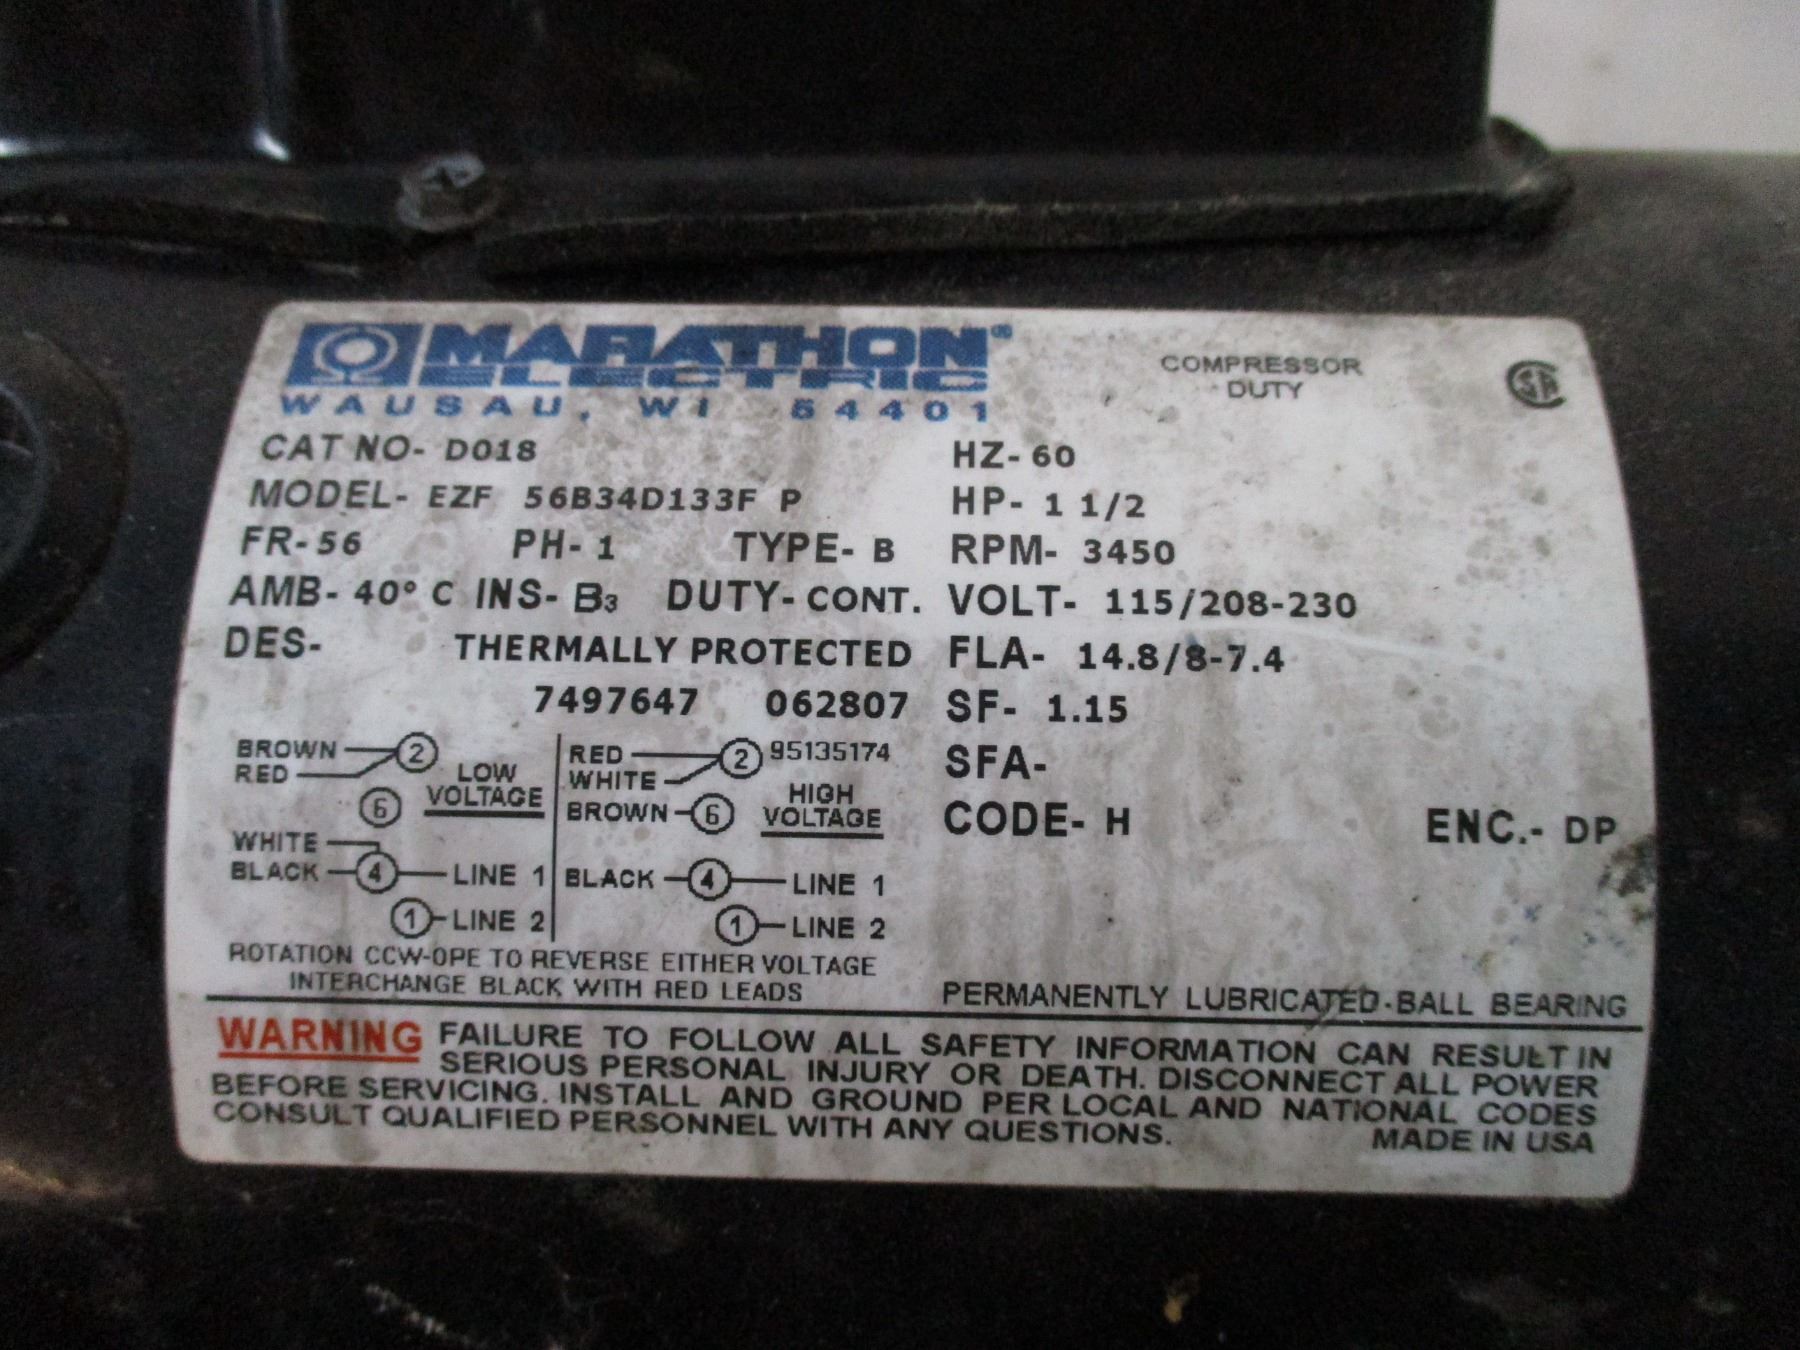 MARATHON®
ELECTRIC
WAUSAU, WI 54401
COMPRESSOR
DUTY
CAT NO- D018
MODEL- EZF 56B34D133F P
FR-56 PH- 1 TYPE- B
AMB- 40° C INS- B3 DUTY- CONT.
DES- THERMALLY PROTECTED
7497647 062807
HZ- 60
HP- 1 1/2
RPM- 3450
VOLT- 115/208-230
FLA- 14.8/8-7.4
SF- 1.15
SFA-
CODE- H ENC.- DP
BROWN 2
RED
LOW
VOLTAGE
6
WHITE
BLACK 4 LINE 1
1 LINE 2
RED 2 95135174
WHITE
HIGH
VOLTAGE
BROWN 6
BLACK 4 LINE 1
1 LINE 2
ROTATION CCW-OPE TO REVERSE EITHER VOLTAGE
INTERCHANGE BLACK WITH RED LEADS
PERMANENTLY LUBRICATED-BALL BEARING
WARNING FAILURE TO FOLLOW ALL SAFETY INFORMATION CAN RESULT IN
SERIOUS PERSONAL INJURY OR DEATH. DISCONNECT ALL POWER
BEFORE SERVICING. INSTALL AND GROUND PER LOCAL AND NATIONAL CODES
CONSULT QUALIFIED PERSONNEL WITH ANY QUESTIONS.
MADE IN USA